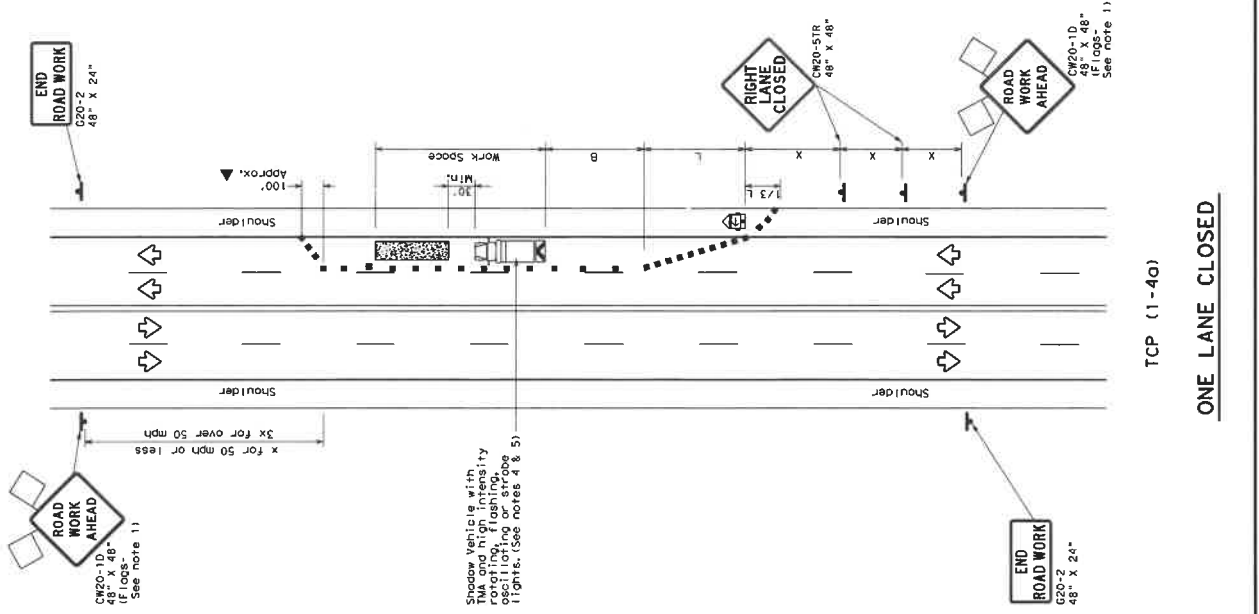 END
ROAD WORK
G20-2
48" X 24"
100'
Approx.
30'
Min.
Work Space
B
L
1/3 L
X
X
X
RIGHT
LANE
CLOSED
CW20-5TR
48" X 48"
ROAD
WORK
AHEAD
CW20-1D
48" X 48"
(Flags-
See note 1)
Shoulder
Shoulder
Shoulder
Shoulder
x for 50 mph or less
3x for over 50 mph
ROAD
WORK
AHEAD
CW20-1D
48" X 48"
(Flags-
See note 1)
Shadow Vehicle with
TMA and high intensity
rotating, flashing,
oscillating or strobe
lights. (See notes 4 & 5)
END
ROAD WORK
G20-2
48" X 24"
TCP (1-4a)
ONE LANE CLOSED